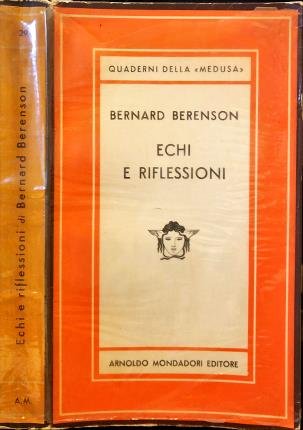 29
Echi e riflessioni di Bernard Berenson
A. M.
QUADERNI DELLA «MEDUSA»
BERNARD BERENSON
ECHI
E RIFLESSIONI
ARNOLDO MONDADORI EDITORE